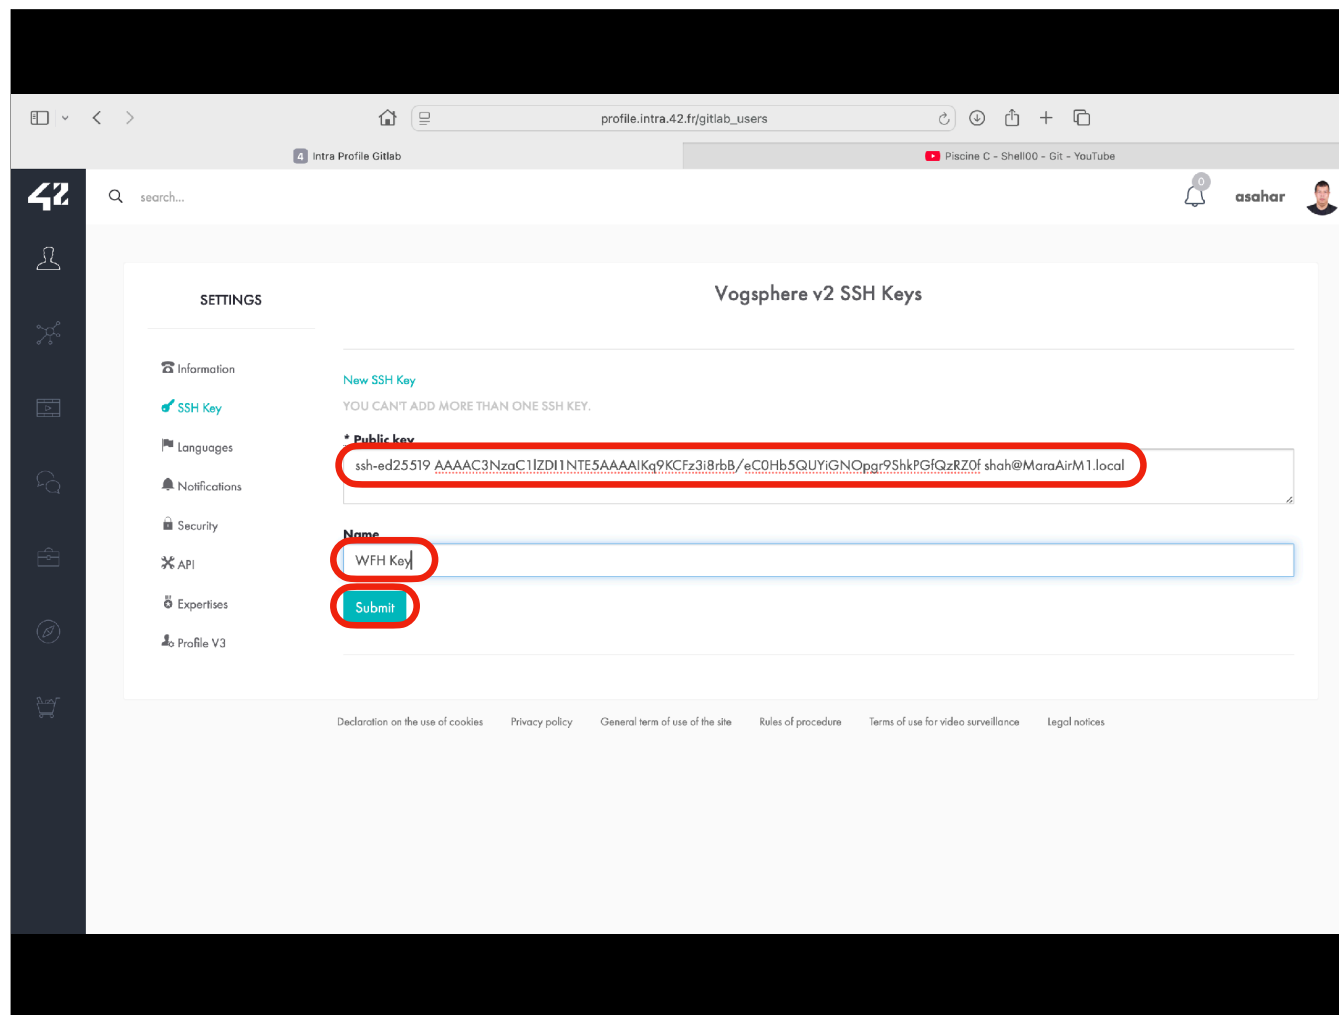 profile.intra.42.fr/gitlab_users
4 Intra Profile Gitlab
Piscine C - Shell00 - Git - YouTube
42
search...
0
asahar
SETTINGS
Information
SSH Key
Languages
Notifications
Security
API
Expertises
Profile V3
Vogsphere v2 SSH Keys
New SSH Key
YOU CAN'T ADD MORE THAN ONE SSH KEY.
* Public key
ssh-ed25519 AAAAC3NzaC1lZDI1NTE5AAAAIKq9KCFz3i8rbB/eC0Hb5QUYiGNOpgr9ShkPGfQzRZ0f shah@MaraAirM1.local
Name
WFH Key
Submit
Declaration on the use of cookies Privacy policy General term of use of the site Rules of procedure Terms of use for video surveillance Legal notices